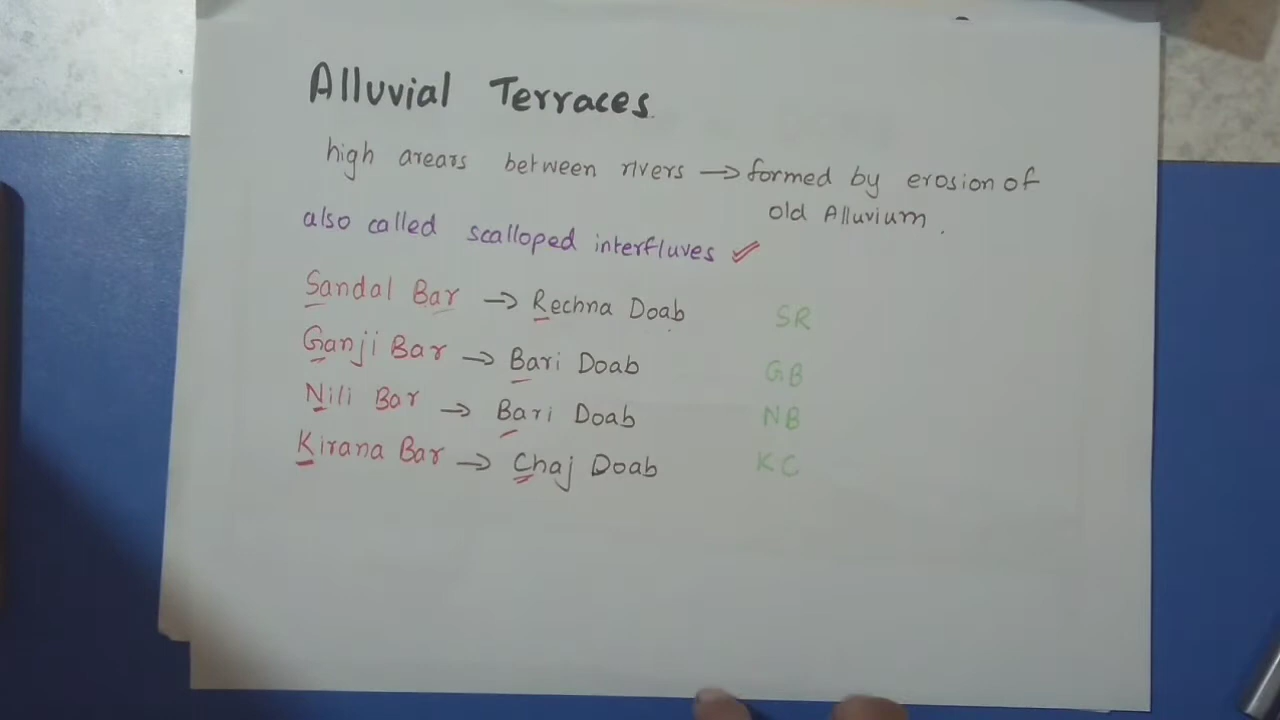 Alluvial Terraces
high arears between rivers → formed by erosion of
old Alluvium.
also called scalloped interfluves ✓
Sandal Bar → Rechna Doab SR
Ganji Bar → Bari Doab GB
Nili Bar → Bari Doab NB
Kirana Bar → Chaj Doab KC